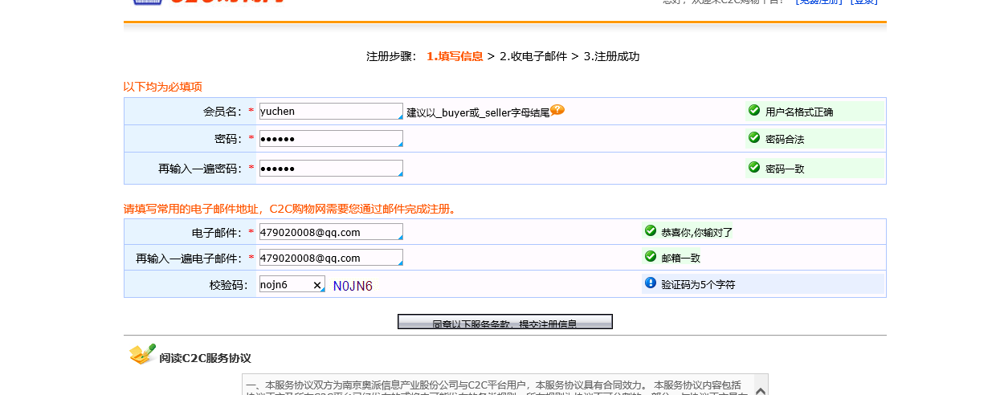 C2C购物网
您好，欢迎来C2C购物平台！ [免费注册] [登录]
注册步骤： 1.填写信息 > 2.收电子邮件 > 3.注册成功
以下均为必填项
会员名：* yuchen 建议以_buyer或_seller字母结尾 用户名格式正确
密码：* ●●●●●● 密码合法
再输入一遍密码：* ●●●●●● 密码一致
请填写常用的电子邮件地址，C2C购物网需要您通过邮件完成注册。
电子邮件：* 479020008@qq.com 恭喜你,你输对了
再输入一遍电子邮件：* 479020008@qq.com 邮箱一致
校验码： nojn6 N0JN6 验证码为5个字符
同意以下服务条款，提交注册信息
阅读C2C服务协议
一、本服务协议双方为南京奥派信息产业股份公司与C2C平台用户，本服务协议具有合同效力。 本服务协议内容包括